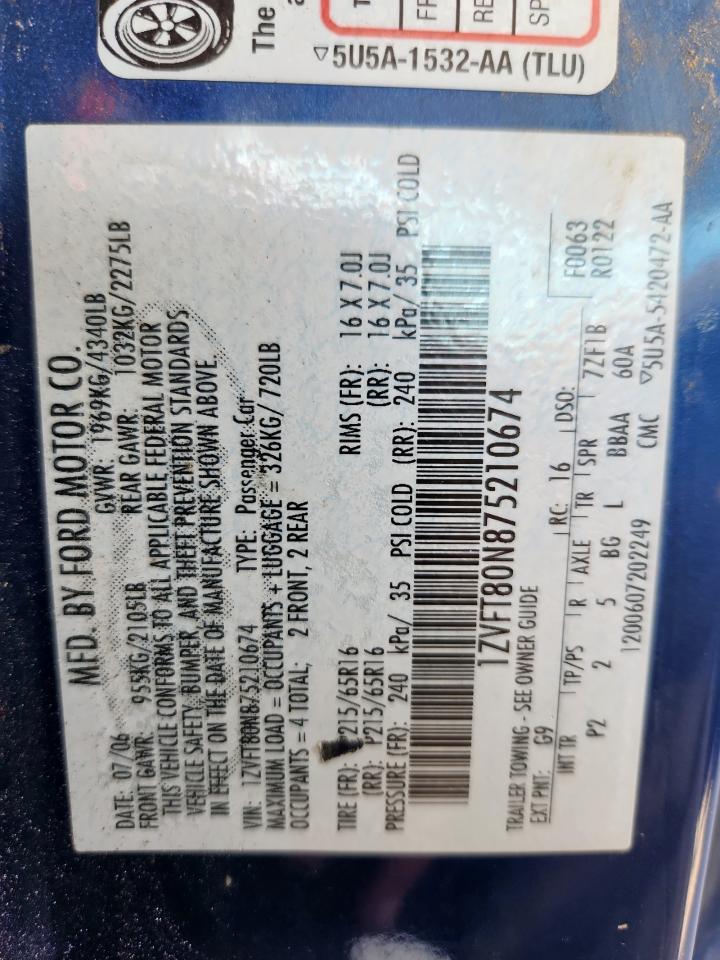 The
FR
RE
SP
▽5U5A-1532-AA (TLU)
MFD. BY FORD MOTOR CO.
DATE: 07/06 GVWR: 1969KG/4340LB
FRONT GAWR: 955KG/2105LB REAR GAWR: 1032KG/2275LB
THIS VEHICLE CONFORMS TO ALL APPLICABLE FEDERAL MOTOR
VEHICLE SAFETY, BUMPER, AND THEFT PREVENTION STANDARDS
IN EFFECT ON THE DATE OF MANUFACTURE SHOWN ABOVE.
VIN: 1ZVFT80N875210674 TYPE: Passenger Car
MAXIMUM LOAD = OCCUPANTS + LUGGAGE = 326KG/ 720LB
OCCUPANTS = 4 TOTAL; 2 FRONT, 2 REAR
TIRE (FR): P215/65R16 RIMS (FR): 16 X 7.0J
(RR): P215/65R16 (RR): 16 X 7.0J
PRESSURE (FR): 240 kPa/ 35 PSI COLD (RR): 240 kPa/ 35 PSI COLD
1ZVFT80N875210674
TRAILER TOWING - SEE OWNER GUIDE
EXT PNT: G9 RC: 16 DSO: F0063
R0122
INT TR TP/PS R AXLE TR SPR 7ZF1B
P2 2 5 BG L BBAA 60A
1200607202249 CMC ▽5U5A-5420472-AA